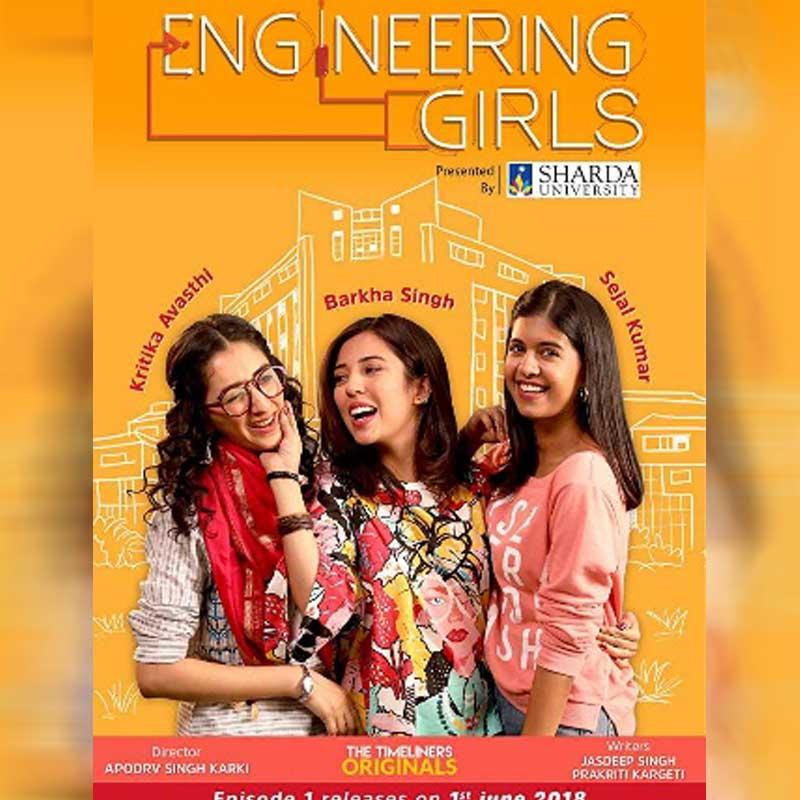 ENGINEERING
GIRLS
Presented
By
SHARDA
UNIVERSITY
Kritika Avasthi
Barkha Singh
Sejal Kumar
Director
APOORV SINGH KARKI
THE TIMELINERS
ORIGINALS
Writers
JASDEEP SINGH
PRAKRITI KARGETI
Episode 1 releases on 1st june 2018